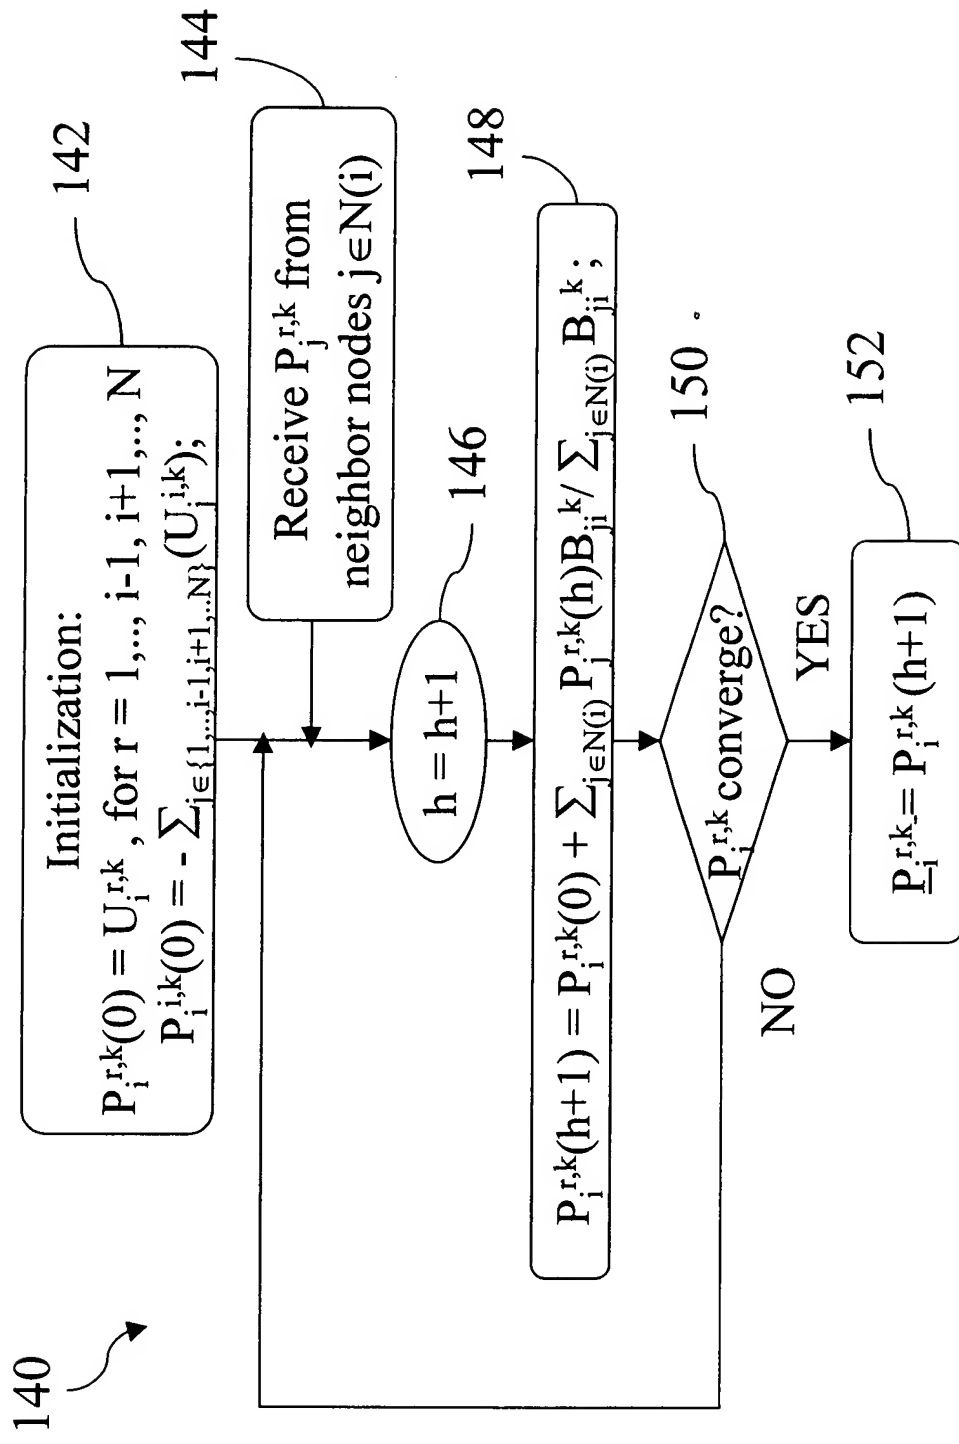 140
142
Initialization:
P_i^{r,k}(0) = U_i^{r,k}, for r = 1,.., i-1, i+1,.., N
P_i^{i,k}(0) = - Σ_{j∈{1,..,i-1,i+1,..N}}(U_j^{i,k});
144
Receive P_j^{r,k} from
neighbor nodes j∈N(i)
146
h = h+1
148
P_i^{r,k}(h+1) = P_i^{r,k}(0) + Σ_{j∈N(i)} P_j^{r,k}(h)B_{ji}^k/ Σ_{j∈N(i)} B_{ji}^k ;
150
P_i^{r,k} converge?
NO
YES
152
P_i^{r,k} = P_i^{r,k} (h+1)